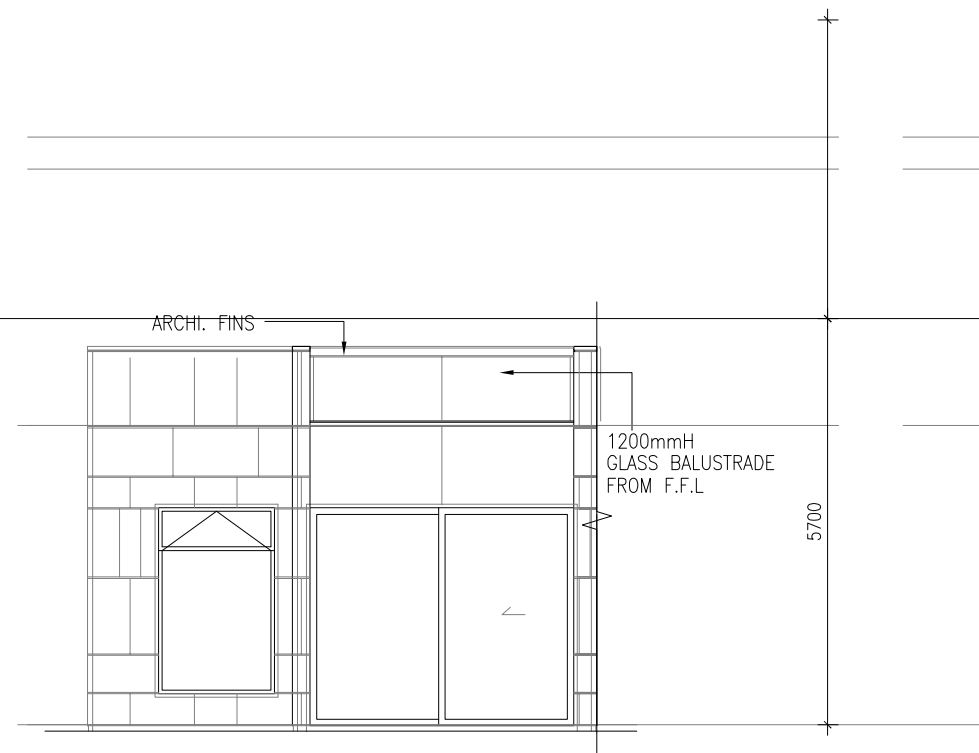 ARCHI. FINS
1200mmH
GLASS BALUSTRADE
FROM F.F.L
5700